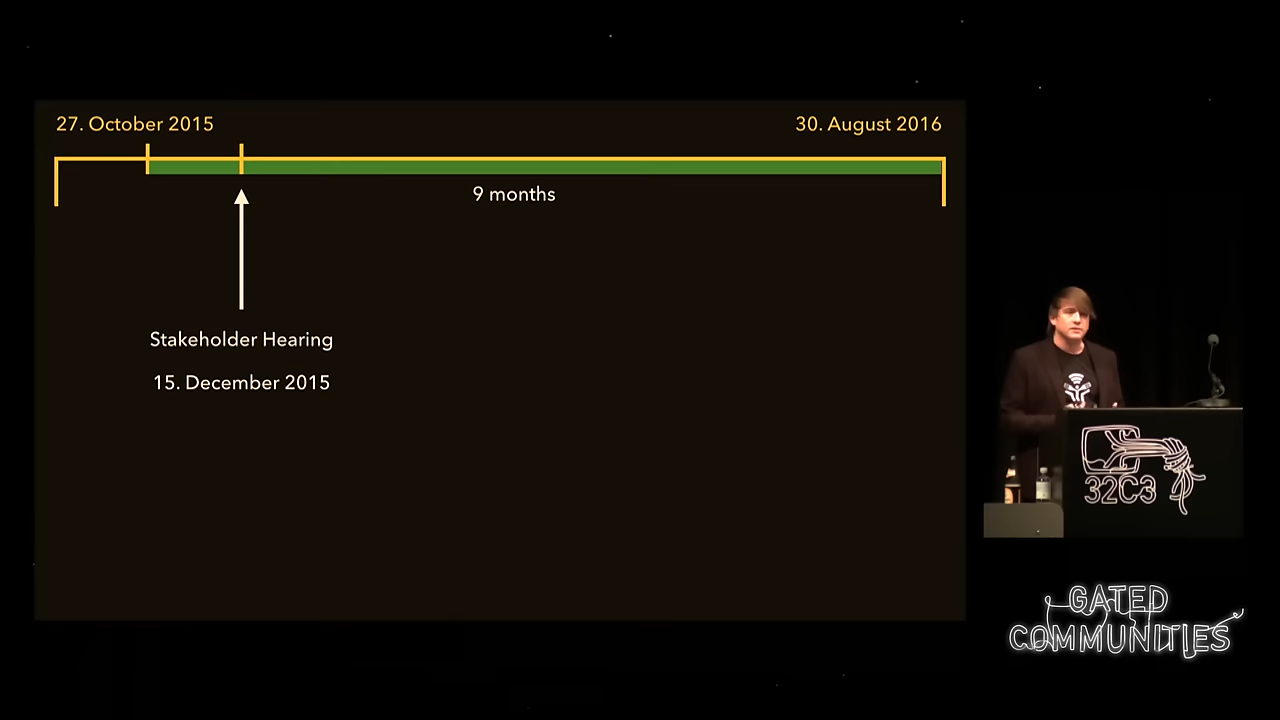 27. October 2015
30. August 2016
9 months
Stakeholder Hearing
15. December 2015
32C3
GATED
COMMUNITIES